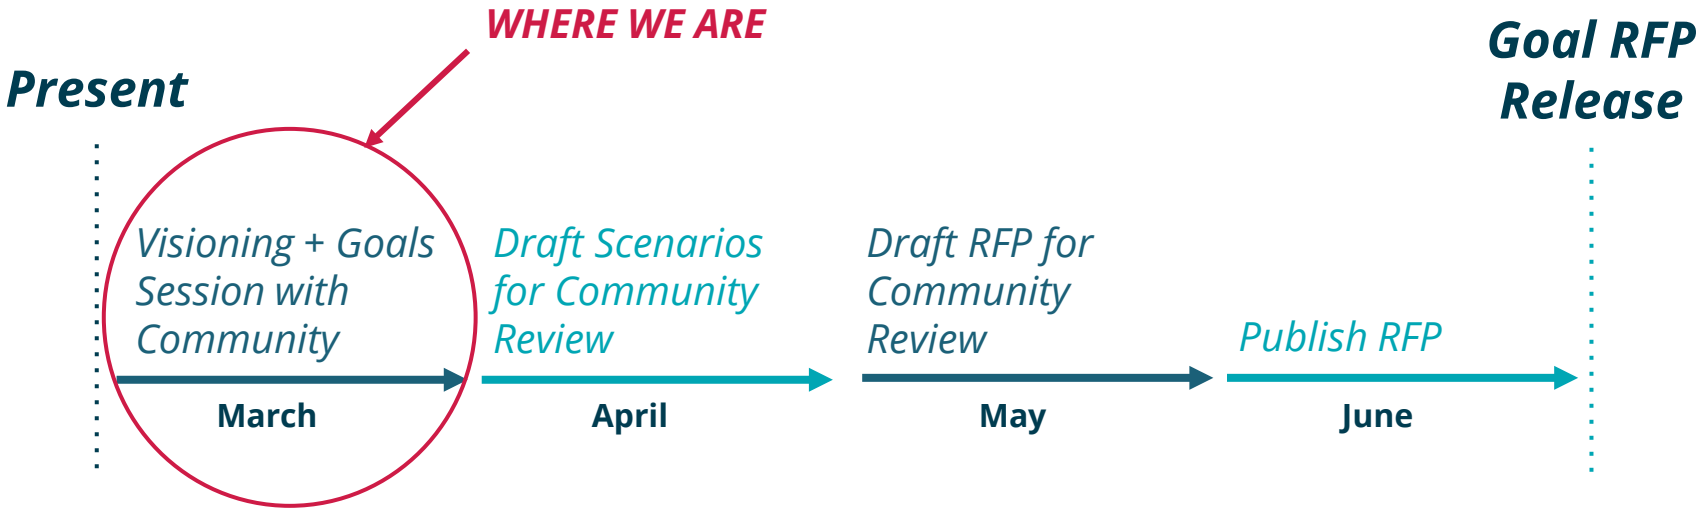 WHERE WE ARE
Goal RFP
Release
Present
Visioning + Goals
Session with
Community
Draft Scenarios
for Community
Review
Draft RFP for
Community
Review
Publish RFP
March
April
May
June